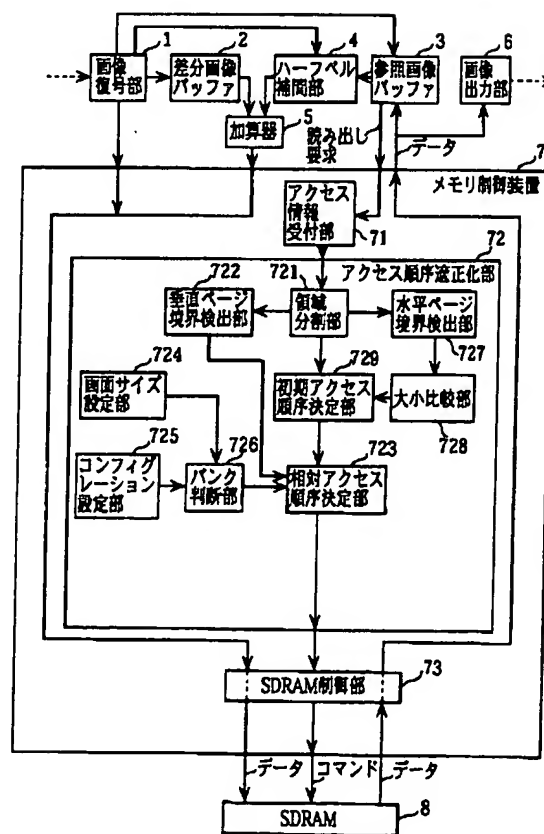 1
2
4
3
6
画像
復号部
差分画像
バッファ
ハーフペル
補間部
参照画像
バッファ
画像
出力部
5
加算器
読み出し
要求
データ
7
メモリ制御装置
アクセス
情報
受付部
71
72
アクセス順序適正化部
722
721
垂直ページ
境界検出部
領域
分割部
水平ページ
境界検出部
727
724
729
画面サイズ
設定部
初期アクセス
順序決定部
大小比較部
728
725
726
723
コンフィグ
レーション
設定部
バンク
判断部
相対アクセス
順序決定部
73
SDRAM制御部
データ
コマンド
データ
SDRAM
8